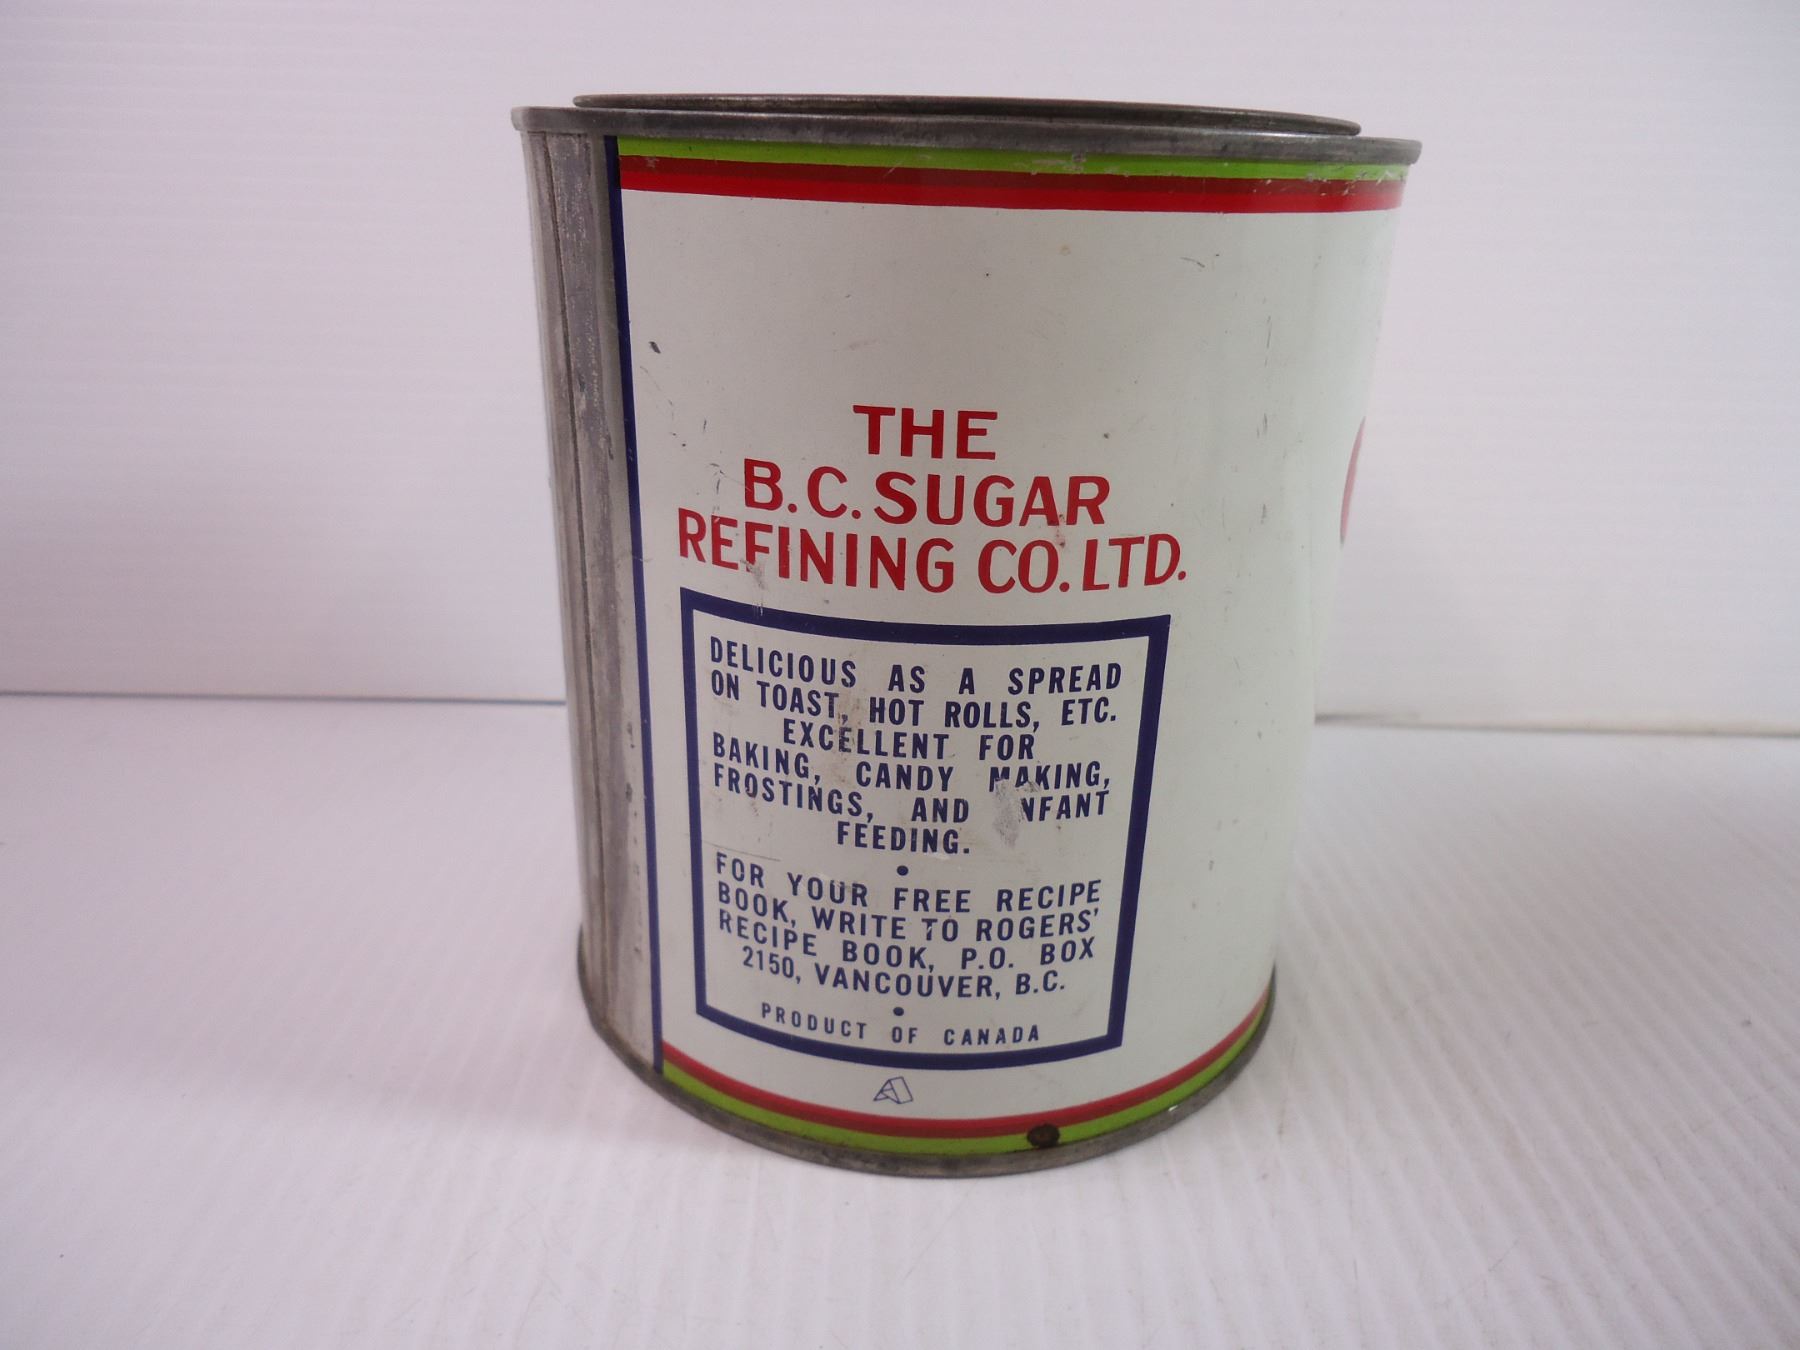 THE
B.C. SUGAR
REFINING CO. LTD.
DELICIOUS AS A SPREAD
ON TOAST, HOT ROLLS, ETC.
EXCELLENT FOR
BAKING, CANDY MAKING,
FROSTINGS, AND INFANT
FEEDING.
•
FOR YOUR FREE RECIPE
BOOK, WRITE TO ROGERS'
RECIPE BOOK, P.O. BOX
2150, VANCOUVER, B.C.
•
PRODUCT OF CANADA